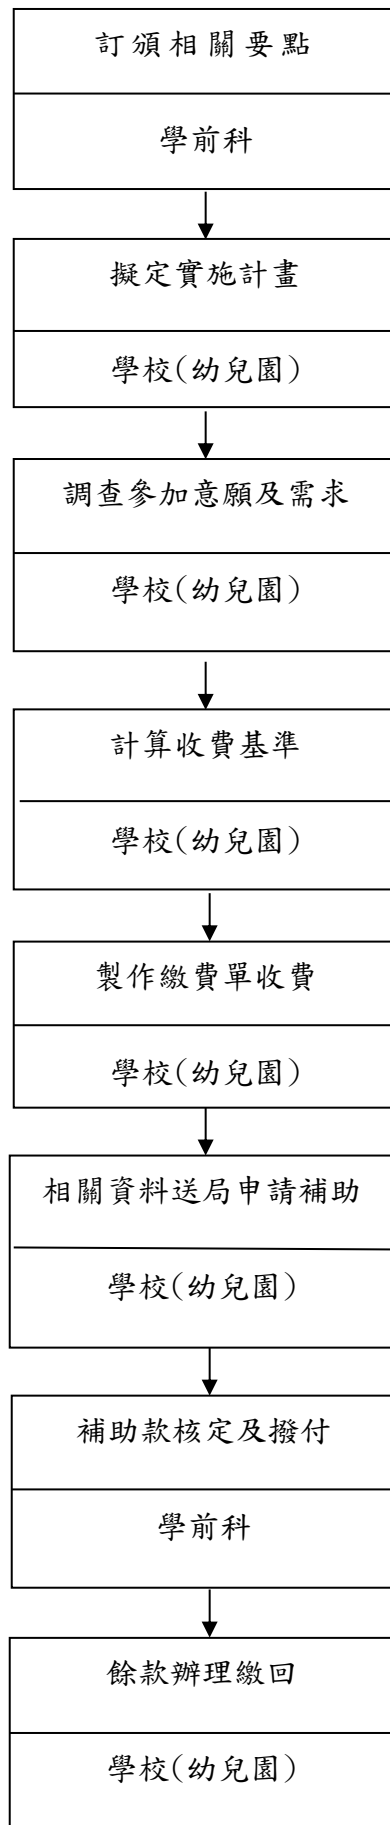 訂頒相關要點
學前科
擬定實施計畫
學校(幼兒園)
調查參加意願及需求
學校(幼兒園)
計算收費基準
學校(幼兒園)
製作繳費單收費
學校(幼兒園)
相關資料送局申請補助
學校(幼兒園)
補助款核定及撥付
學前科
餘款辦理繳回
學校(幼兒園)